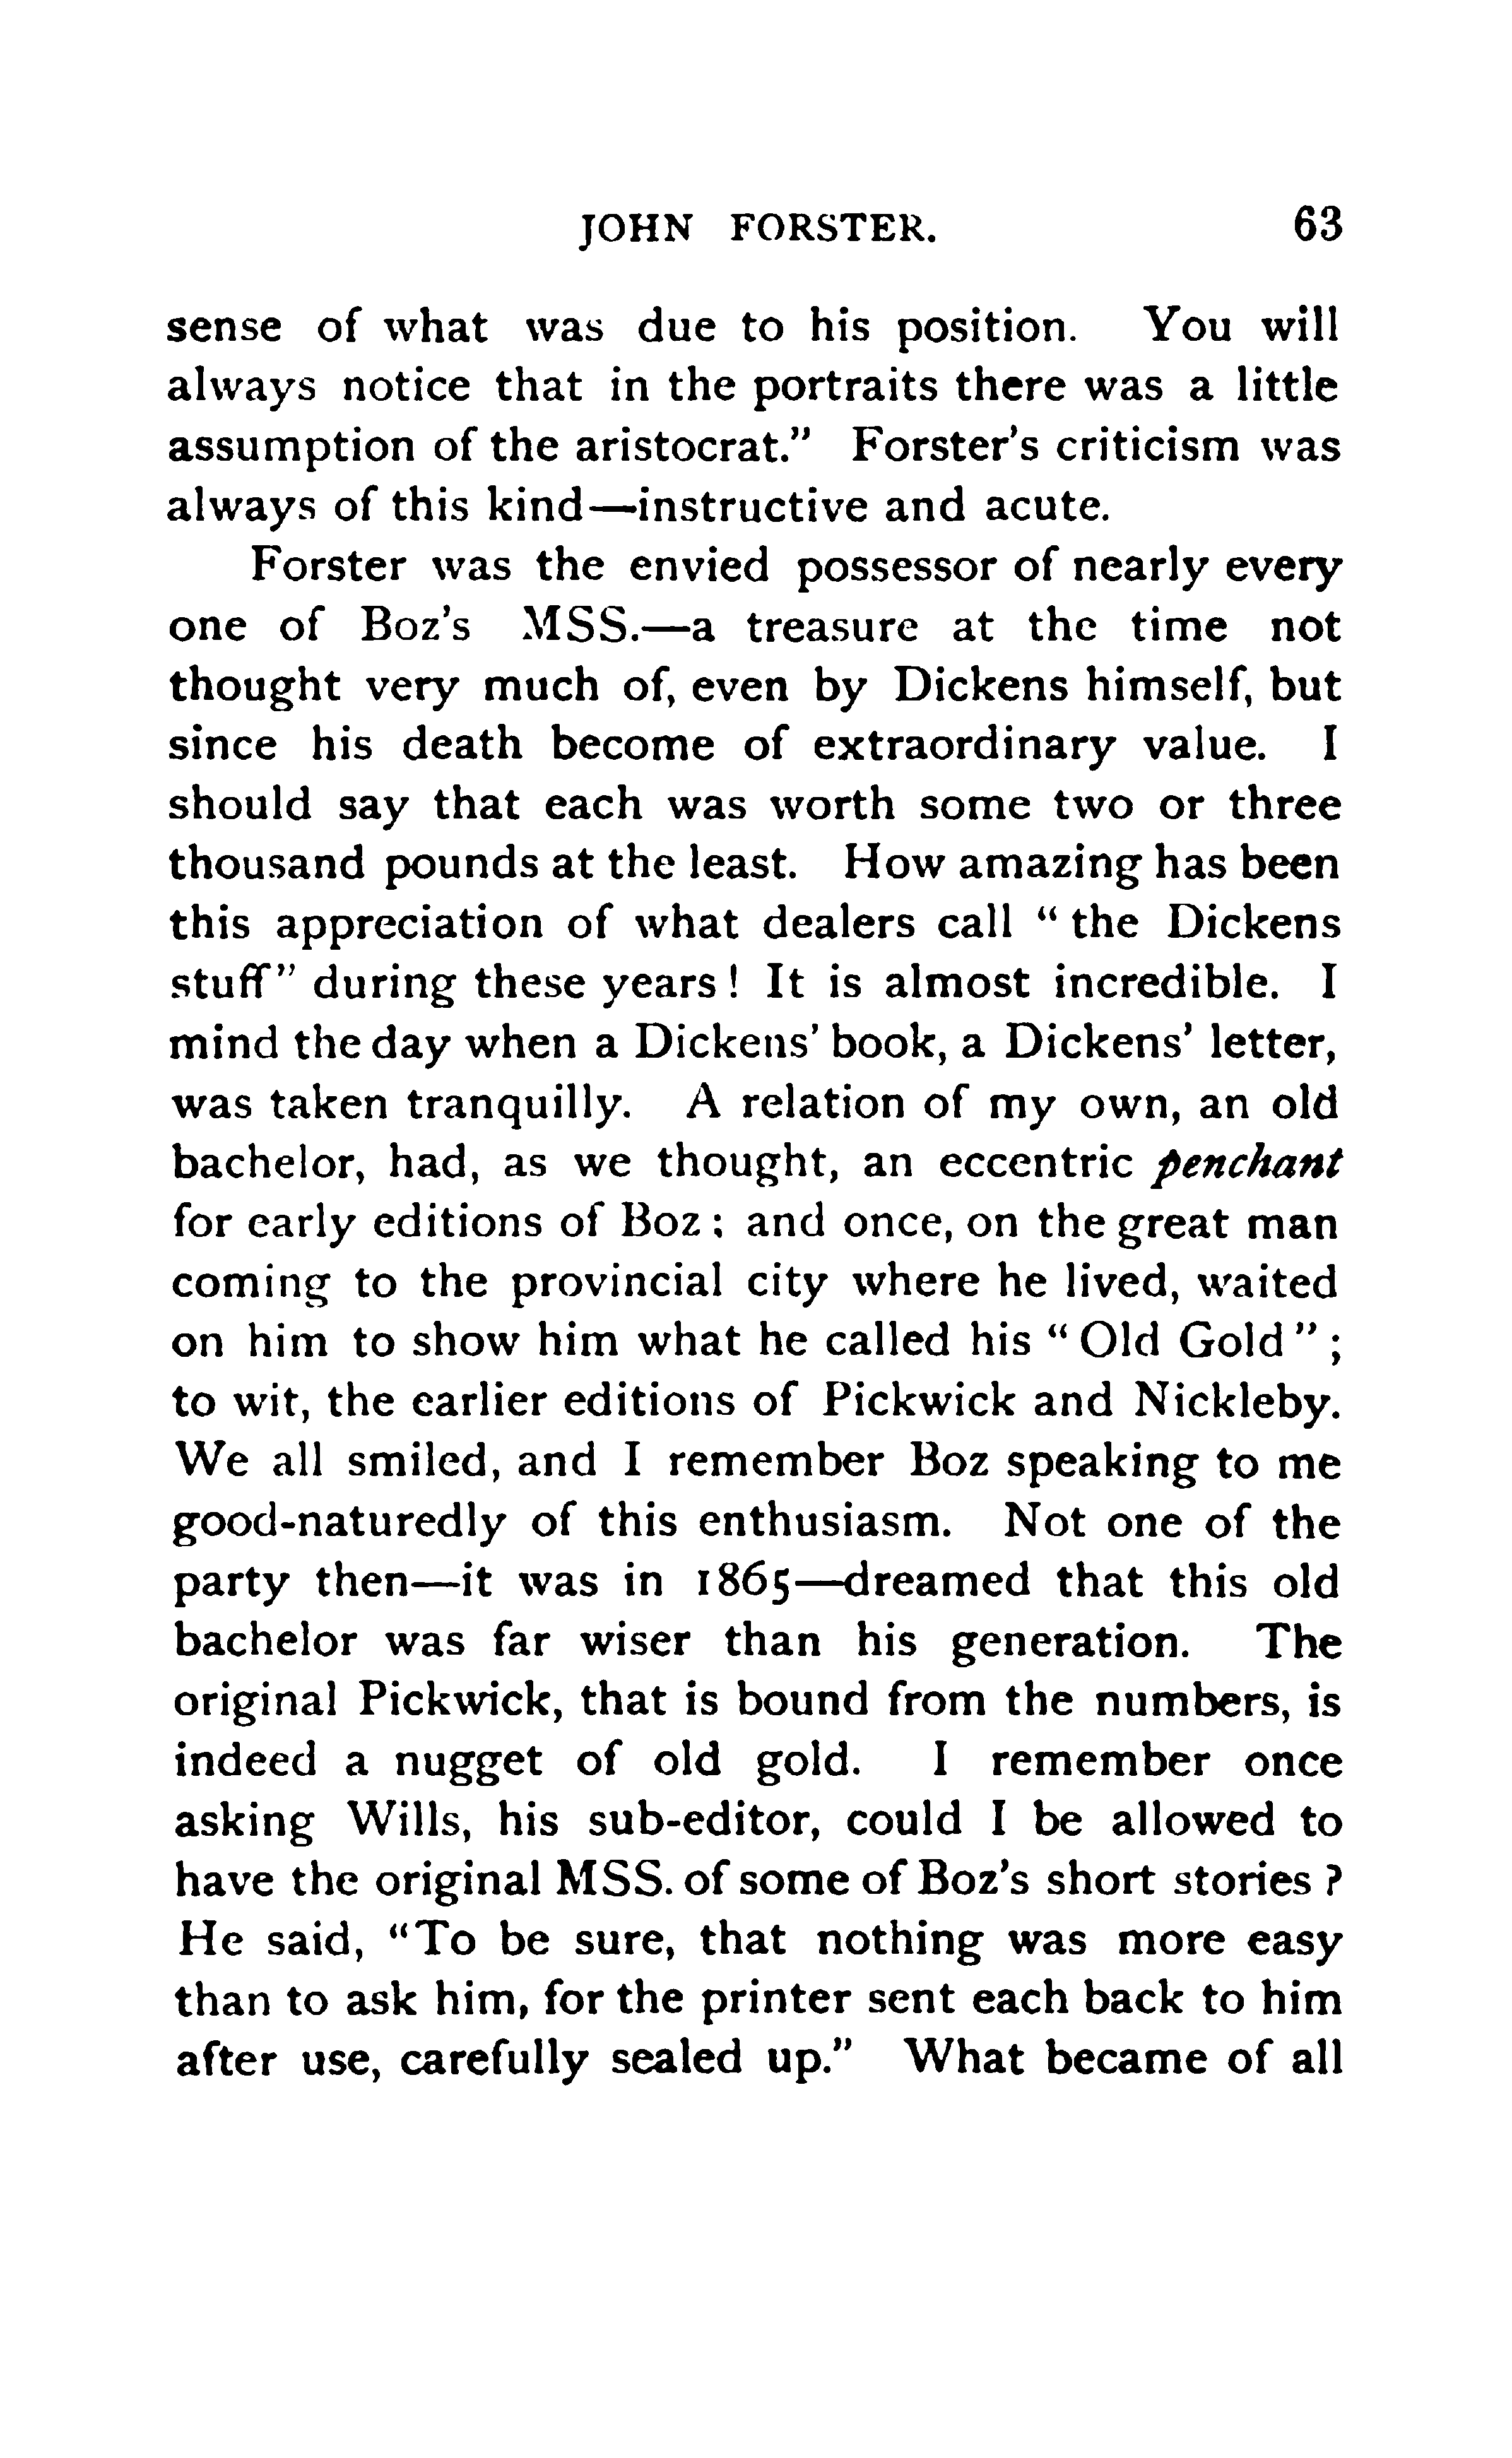 JOHN FORSTER. 63
sense of what was due to his position. You will
always notice that in the portraits there was a little
assumption of the aristocrat.” Forster's criticism was
always of this kind—instructive and acute.
Forster was the envied possessor of nearly every
one of Boz's MSS.—a treasure at the time not
thought very much of, even by Dickens himself, but
since his death become of extraordinary value. I
should say that each was worth some two or three
thousand pounds at the least. How amazing has been
this appreciation of what dealers call “ the Dickens
stuff” during these years ! It is almost incredible. I
mind the day when a Dickens' book, a Dickens' letter,
was taken tranquilly. A relation of my own, an old
bachelor, had, as we thought, an eccentric penchant
for early editions of Boz ; and once, on the great man
coming to the provincial city where he lived, waited
on him to show him what he called his “ Old Gold ” ;
to wit, the earlier editions of Pickwick and Nickleby.
We all smiled, and I remember Boz speaking to me
good-naturedly of this enthusiasm. Not one of the
party then—it was in 1865—dreamed that this old
bachelor was far wiser than his generation. The
original Pickwick, that is bound from the numbers, is
indeed a nugget of old gold. I remember once
asking Wills, his sub-editor, could I be allowed to
have the original MSS. of some of Boz's short stories ?
He said, “To be sure, that nothing was more easy
than to ask him, for the printer sent each back to him
after use, carefully sealed up.” What became of all